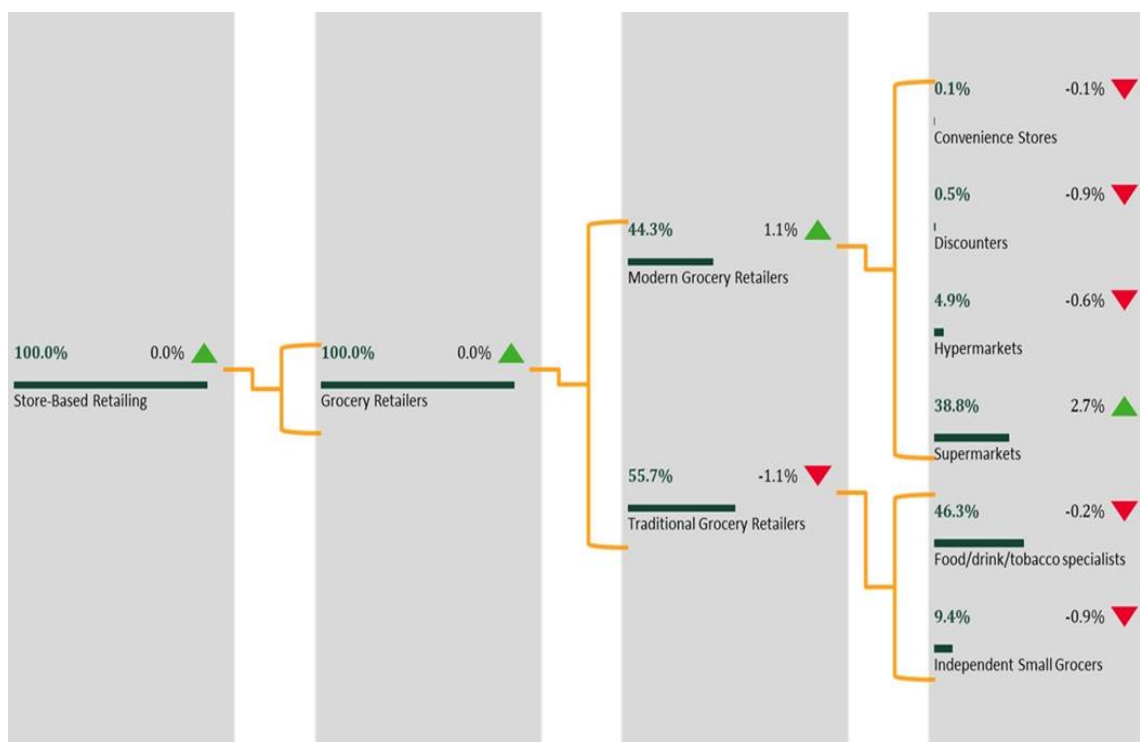 100.0% 0.0%
Store-Based Retailing
100.0% 0.0%
Grocery Retailers
44.3% 1.1%
Modern Grocery Retailers
55.7% -1.1%
Traditional Grocery Retailers
0.1% -0.1%
Convenience Stores
0.5% -0.9%
Discounters
4.9% -0.6%
Hypermarkets
38.8% 2.7%
Supermarkets
46.3% -0.2%
Food/drink/tobacco specialists
9.4% -0.9%
Independent Small Grocers